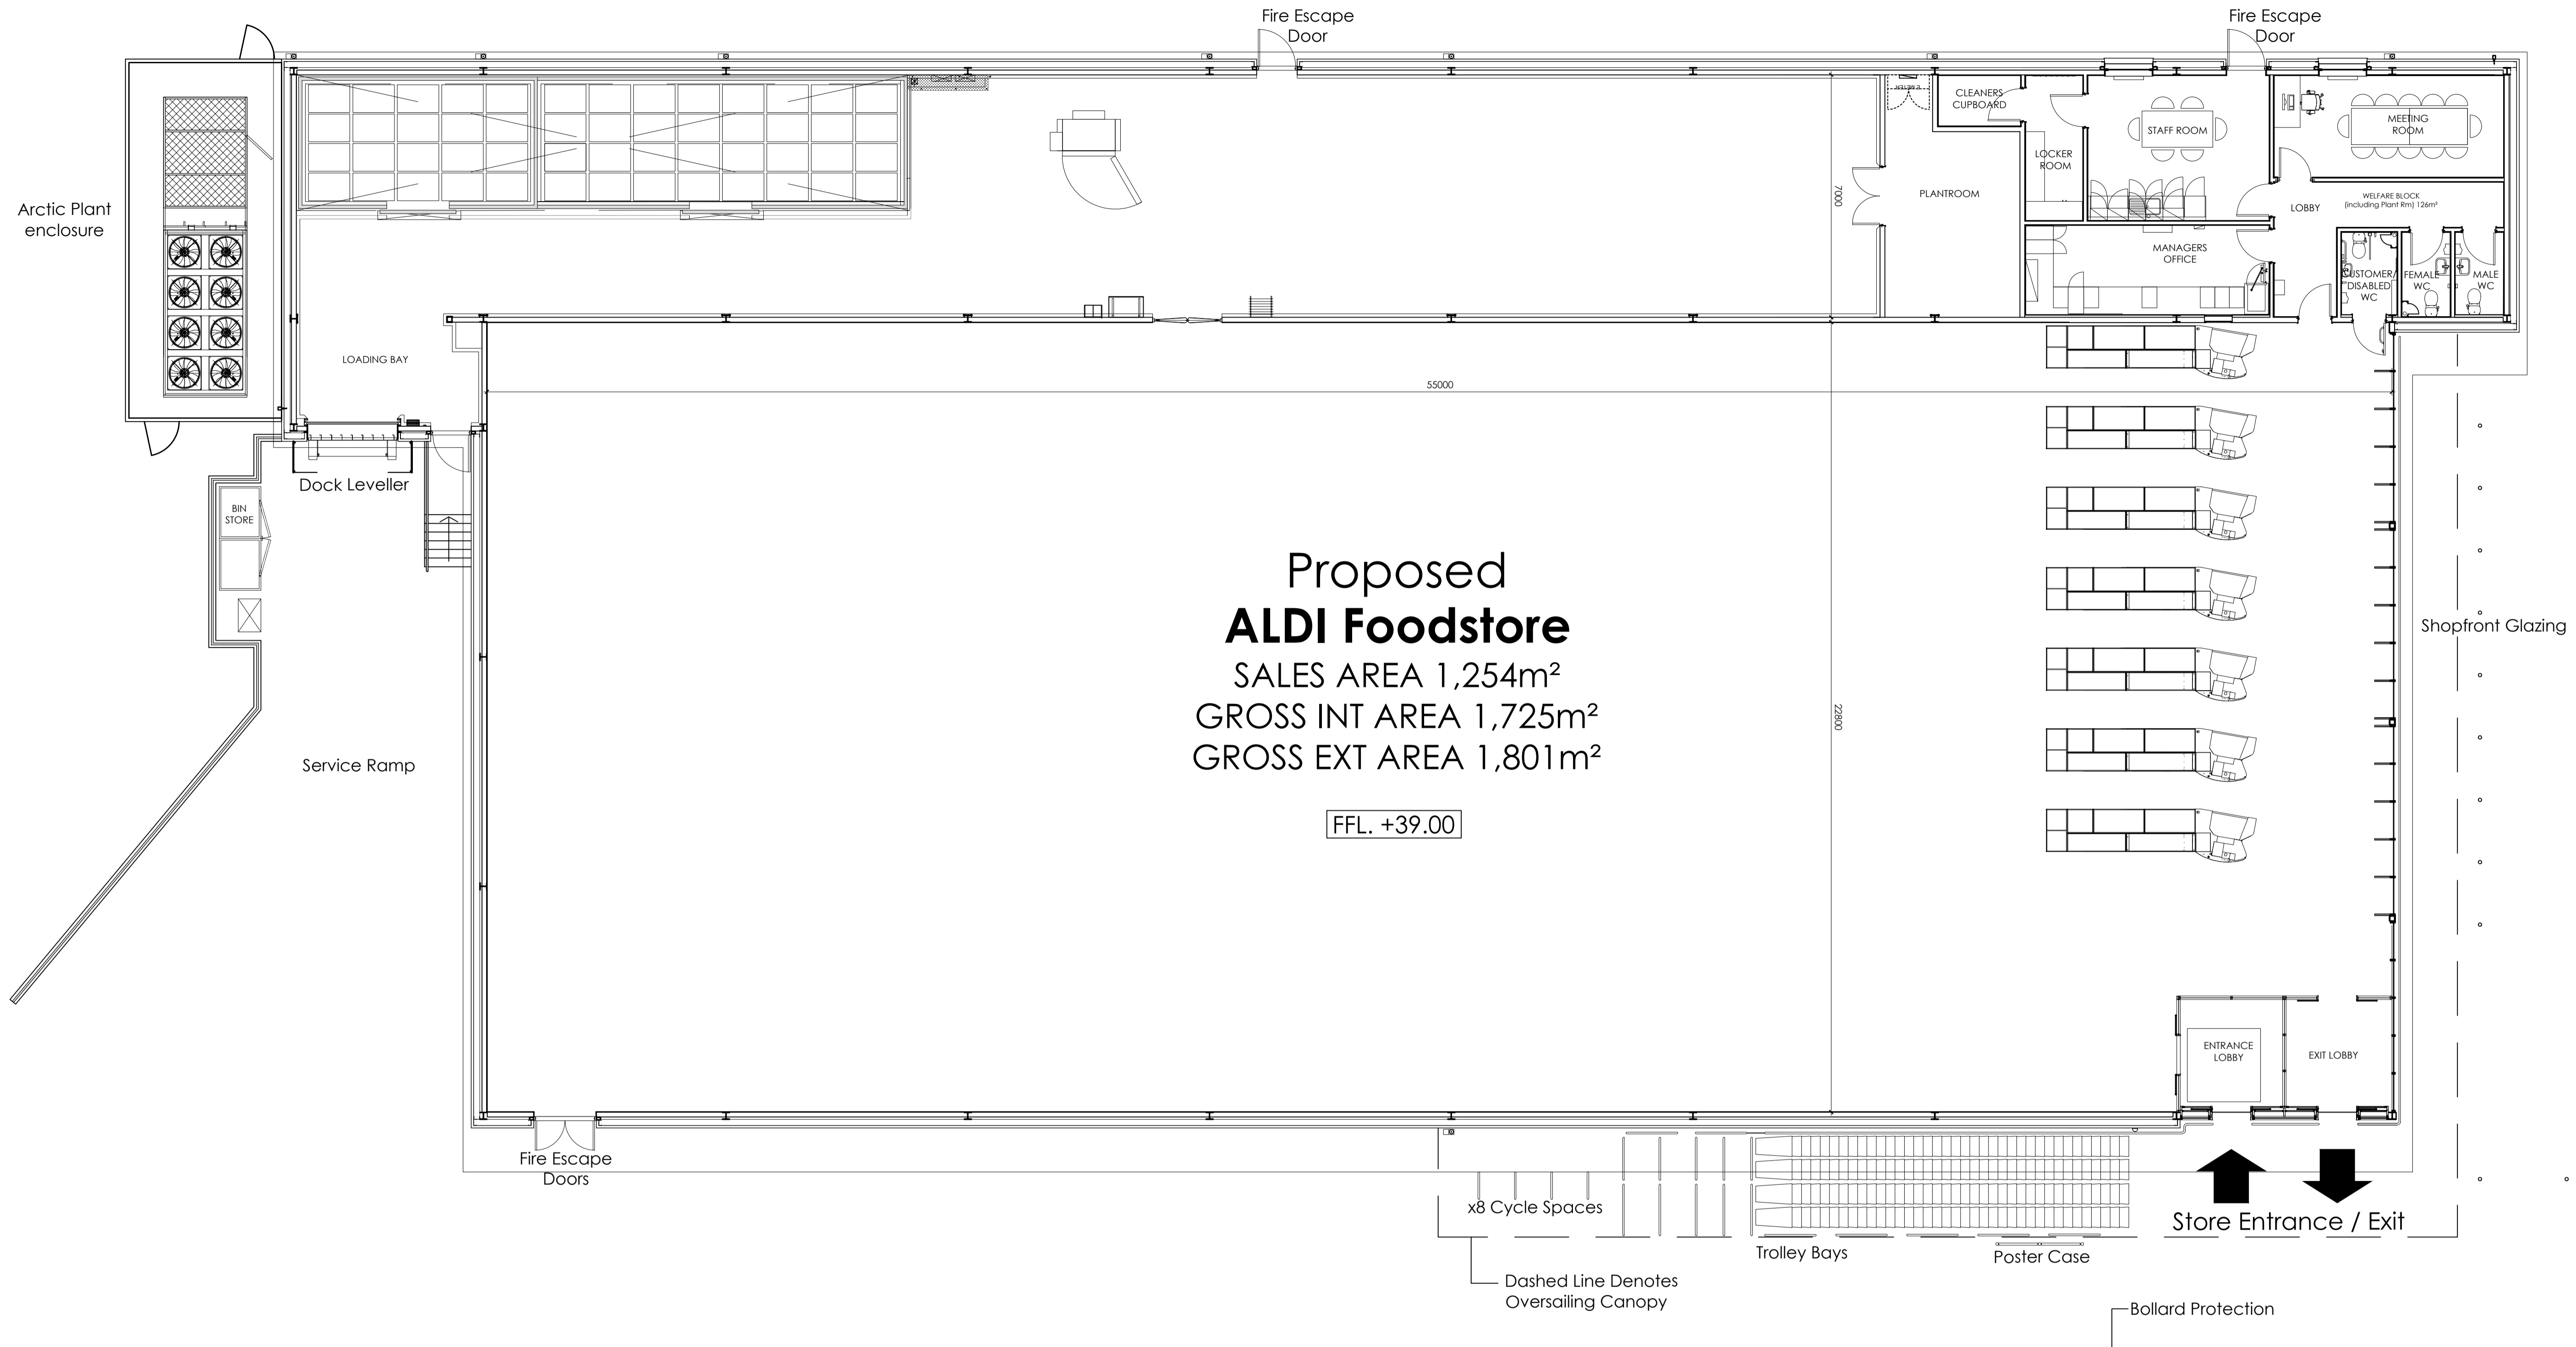 Fire Escape
Door
Fire Escape
Door
CLEANERS
CUPBOARD
STAFF ROOM
MEETING
ROOM
LOCKER
ROOM
Arctic Plant
enclosure
7000
PLANTROOM
LOBBY
WELFARE BLOCK
(including Plant Rm) 126m²
MANAGERS
OFFICE
CUSTOMER/
DISABLED
WC
FEMALE
WC
MALE
WC
LOADING BAY
55000
Dock Leveller
BIN
STORE
Proposed
ALDI Foodstore
SALES AREA 1,254m²
GROSS INT AREA 1,725m²
GROSS EXT AREA 1,801m²
FFL. +39.00
22800
Shopfront Glazing
Service Ramp
ENTRANCE
LOBBY
EXIT LOBBY
Fire Escape
Doors
x8 Cycle Spaces
Store Entrance / Exit
Trolley Bays
Poster Case
Dashed Line Denotes
Oversailing Canopy
Bollard Protection